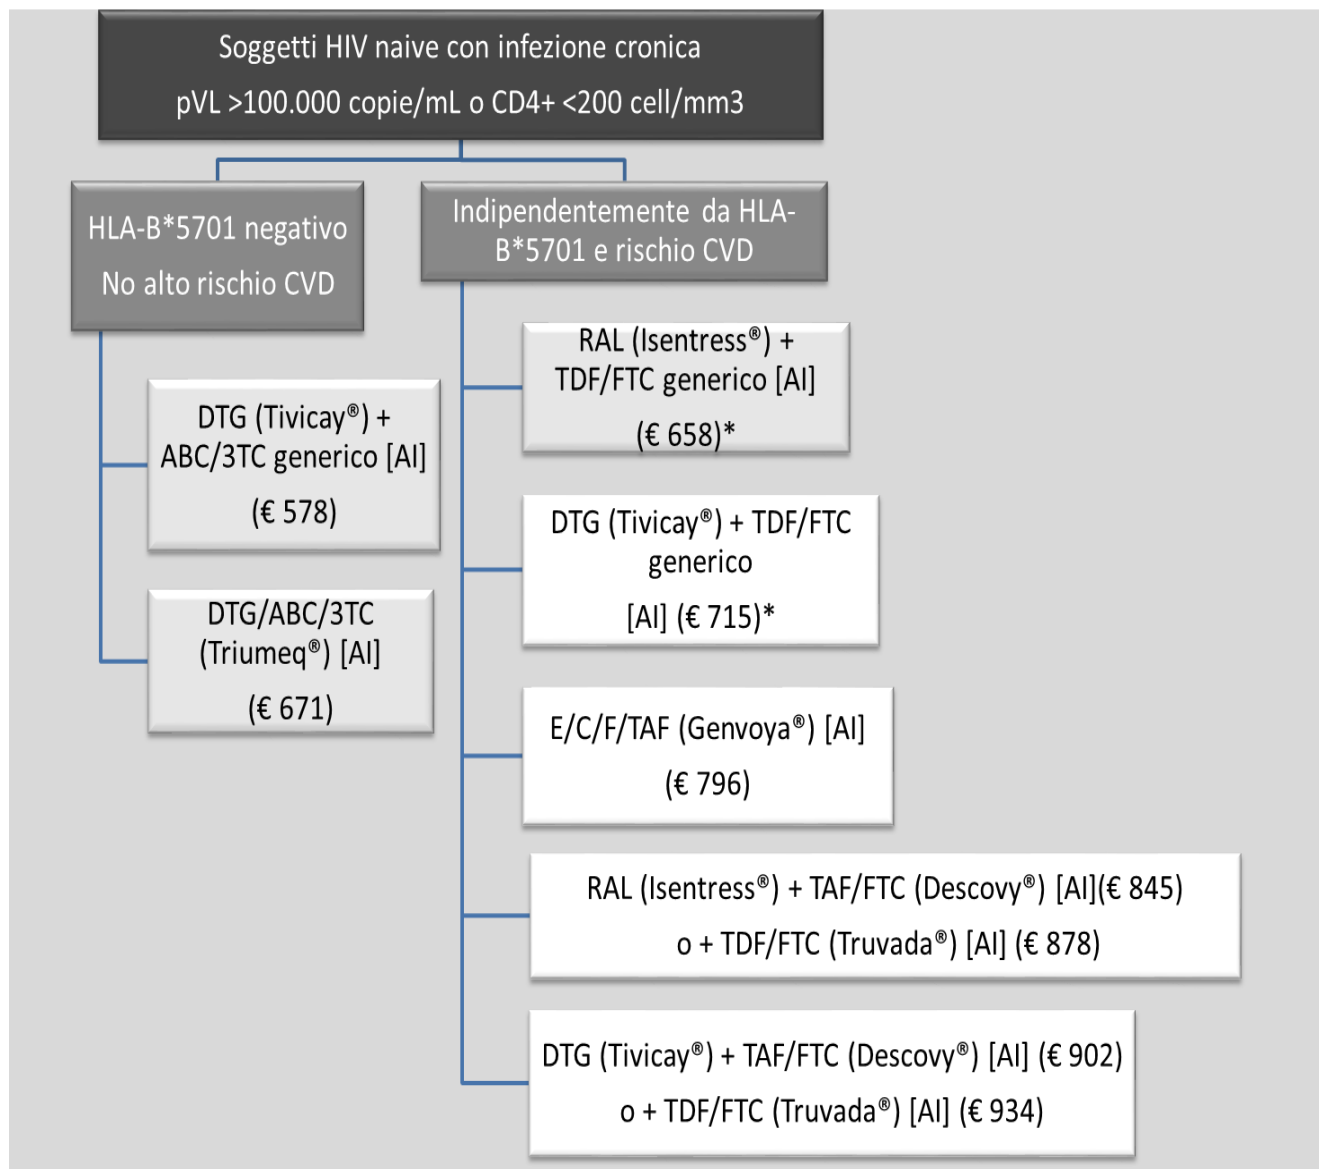 Soggetti HIV naive con infezione cronica
pVL >100.000 copie/mL o CD4+ <200 cell/mm3
HLA-B*5701 negativo
No alto rischio CVD
DTG (Tivicay®) +
ABC/3TC generico [AI]
(€ 578)
DTG/ABC/3TC
(Triumeq®) [AI]
(€ 671)
Indipendentemente da HLA-
B*5701 e rischio CVD
RAL (Isentress®) +
TDF/FTC generico [AI]
(€ 658)*
DTG (Tivicay®) + TDF/FTC
generico
[AI] (€ 715)*
E/C/F/TAF (Genvoya®) [AI]
(€ 796)
RAL (Isentress®) + TAF/FTC (Descovy®) [AI](€ 845)
o + TDF/FTC (Truvada®) [AI] (€ 878)
DTG (Tivicay®) + TAF/FTC (Descovy®) [AI] (€ 902)
o + TDF/FTC (Truvada®) [AI] (€ 934)